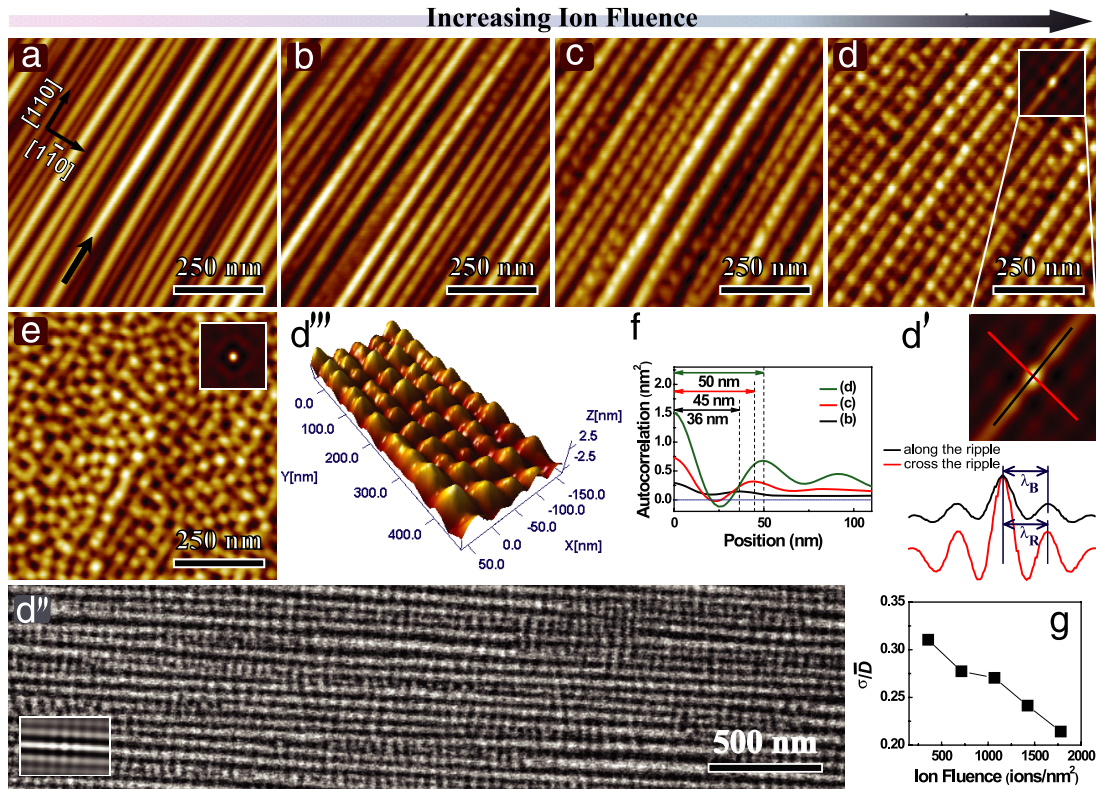 Increasing Ion Fluence
a
[110]
[1̄10]
250 nm
b
250 nm
c
250 nm
d
250 nm
e
250 nm
d'''
0.0
100.0
200.0
300.0
400.0
Y[nm]
Z[nm]
2.5
-2.5
-150.0
-100.0
-50.0
0.0
50.0
X[nm]
f
Autocorrelation (nm²)
2.0
1.5
1.0
0.5
0.0
50 nm
45 nm
36 nm
(d)
(c)
(b)
0
50
100
Position (nm)
d'
along the ripple
cross the ripple
λB
λR
d''
500 nm
g
σ/D̅
0.35
0.30
0.25
0.20
500
1000
1500
2000
Ion Fluence (ions/nm²)